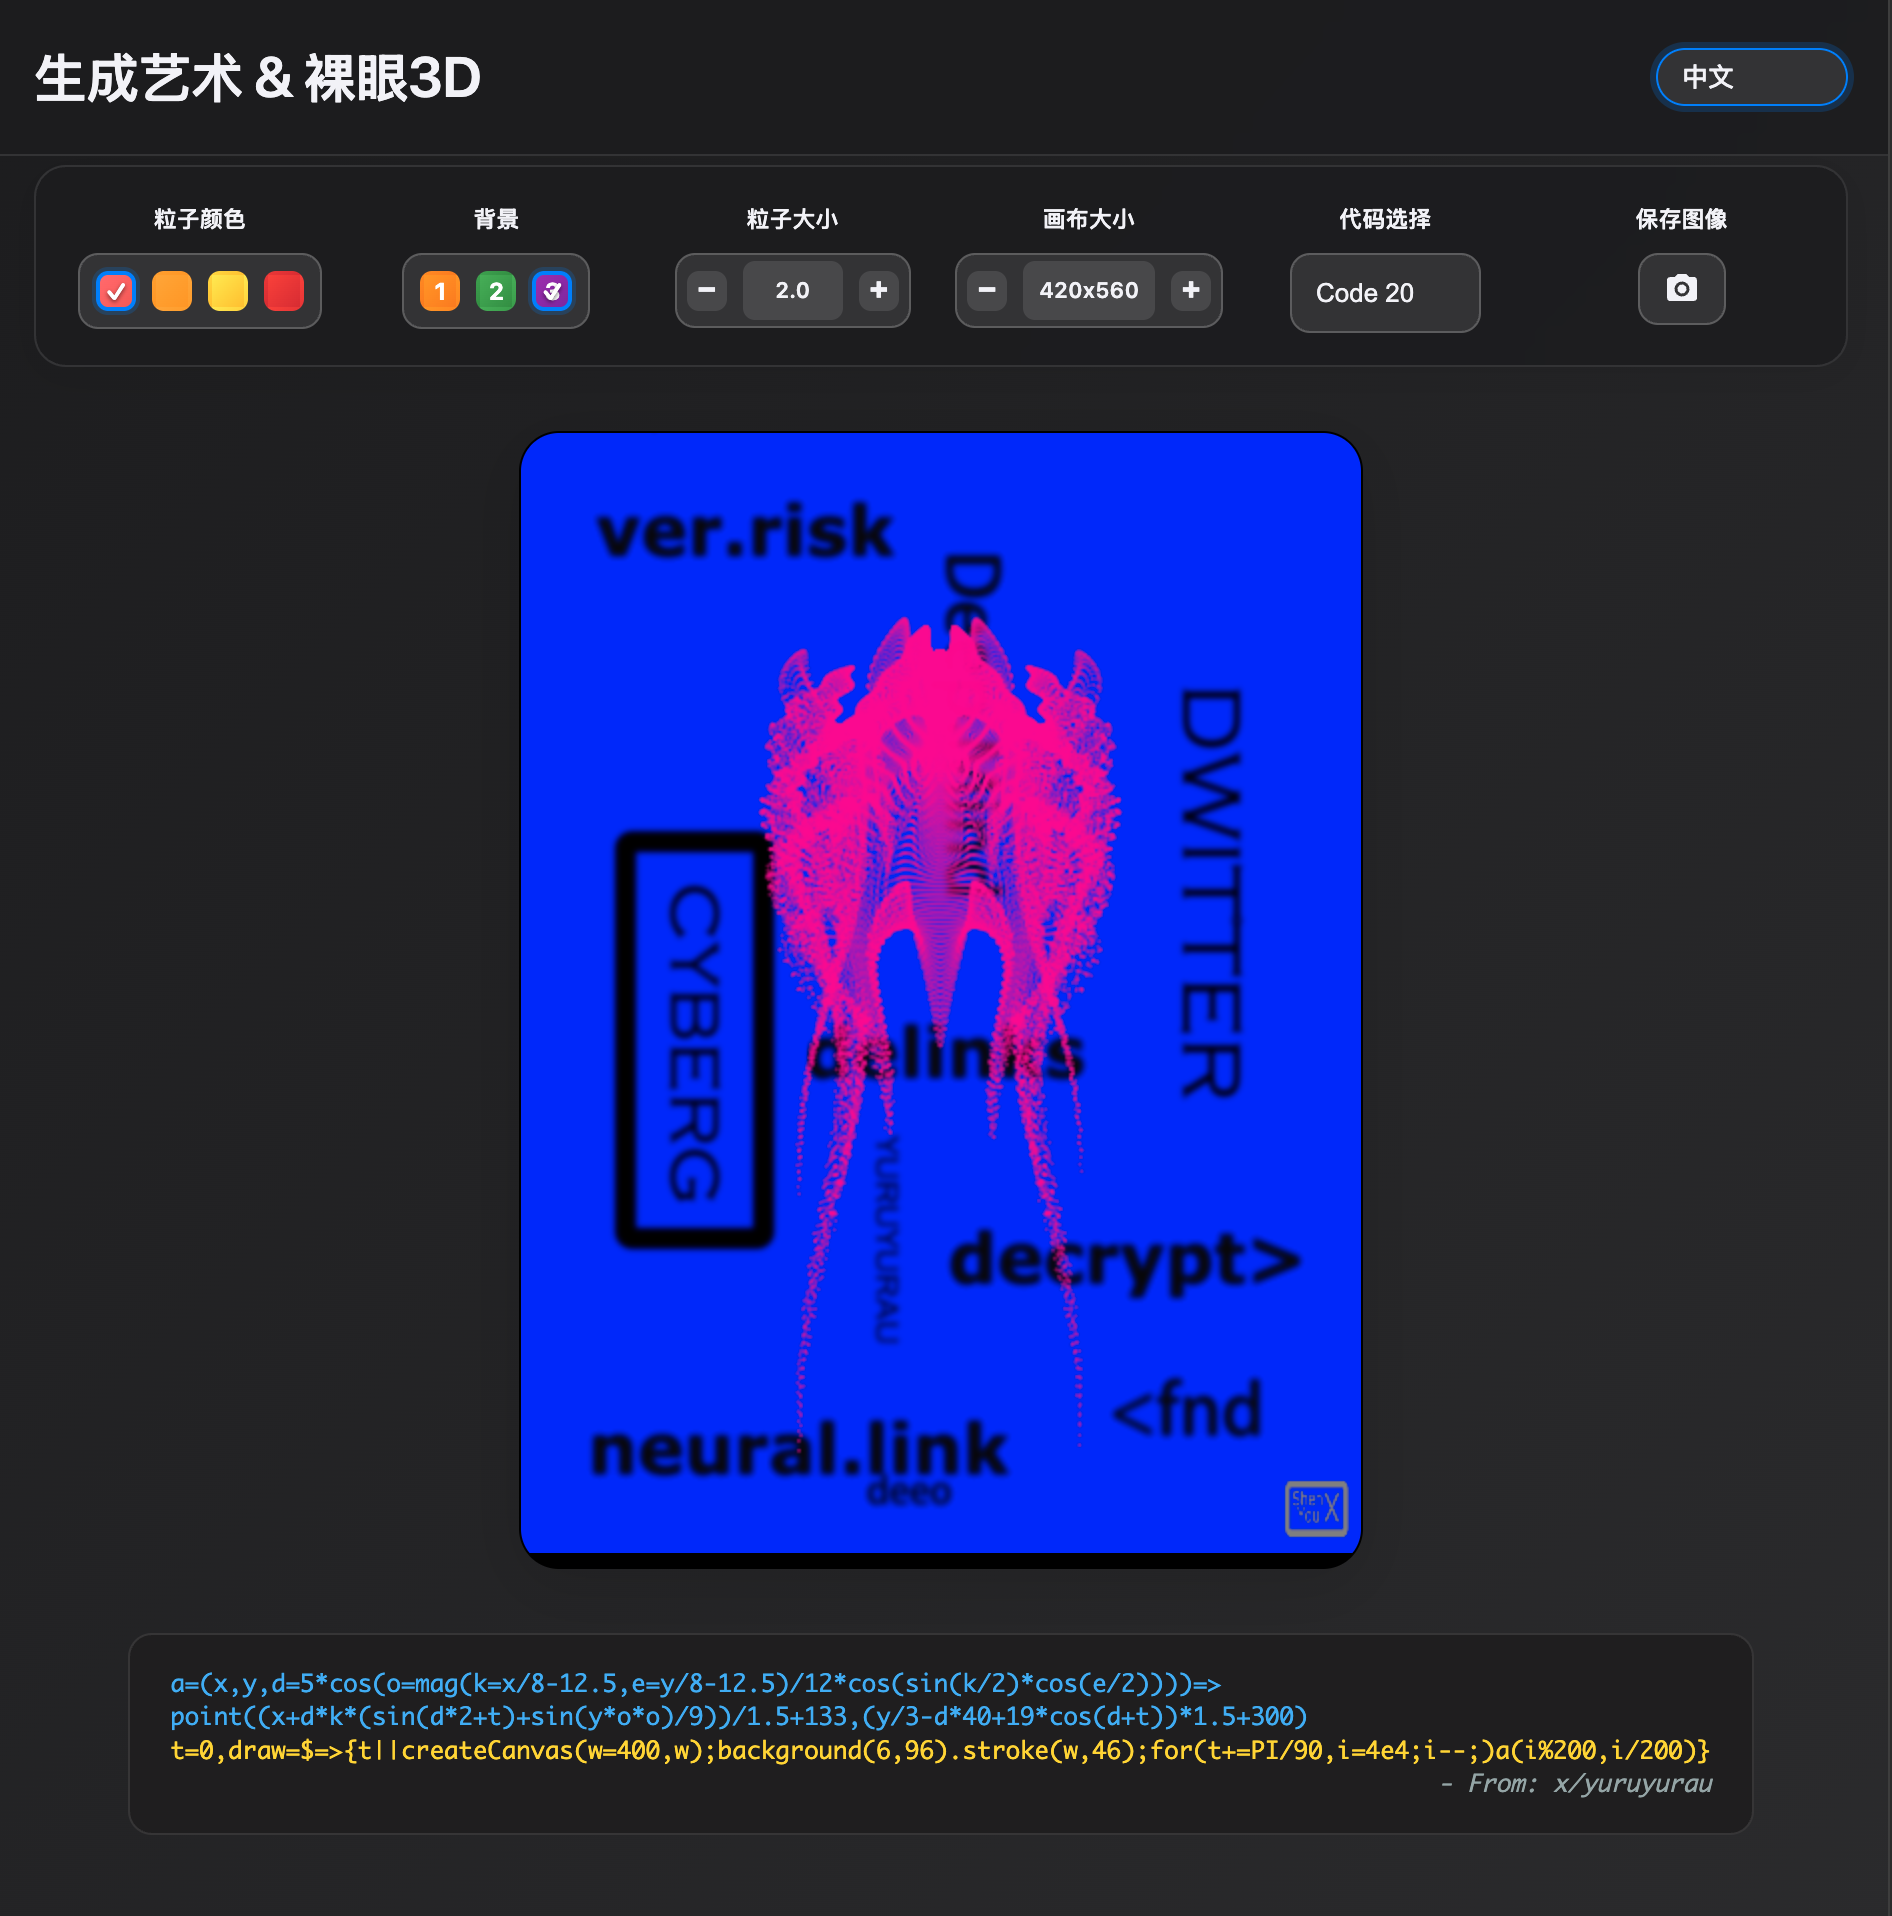 生成艺术 & 裸眼3D
中文
粒子颜色
背景
粒子大小
画布大小
代码选择
保存图像
1
2
3
2.0
420x560
Code 20
ver.risk
De
DWITTER
CYBERG
YURUYURAU
decrypt>
<fnd
neural.link
deeo
Shen
X
a=(x,y,d=5*cos(o=mag(k=x/8-12.5,e=y/8-12.5)/12*cos(sin(k/2)*cos(e/2))))=>
point((x+d*k*(sin(d*2+t)+sin(y*o*o)/9))/1.5+133,(y/3-d*40+19*cos(d+t))*1.5+300)
t=0,draw=$=>{t||createCanvas(w=400,w);background(6,96).stroke(w,46);for(t+=PI/90,i=4e4;i--;)a(i%200,i/200)}
- From: x/yuruyurau